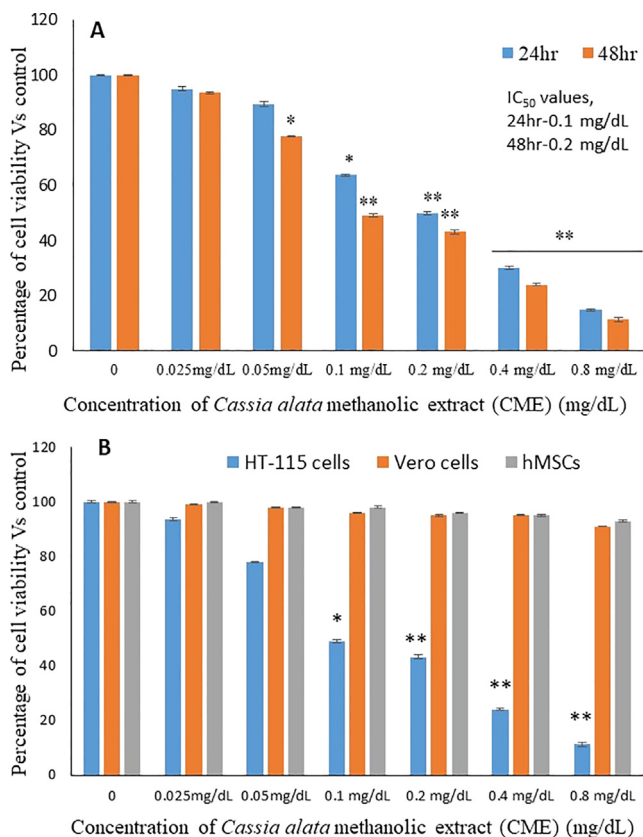 A
120
100
80
60
40
20
0
Percentage of cell viability Vs control
24hr 48hr
IC50 values,
24hr-0.1 mg/dL
48hr-0.2 mg/dL
*
*
**
**
**
**
0 0.025mg/dL 0.05mg/dL 0.1 mg/dL 0.2 mg/dL 0.4 mg/dL 0.8 mg/dL
Concentration of Cassia alata methanolic extract (CME) (mg/dL)
B
120
100
80
60
40
20
0
Percentage of cell viability Vs control
HT-115 cells Vero cells hMSCs
*
**
**
**
0 0.025mg/dL 0.05mg/dL 0.1 mg/dL 0.2 mg/dL 0.4 mg/dL 0.8 mg/dL
Concentration of Cassia alata methanolic extract (CME) (mg/dL)